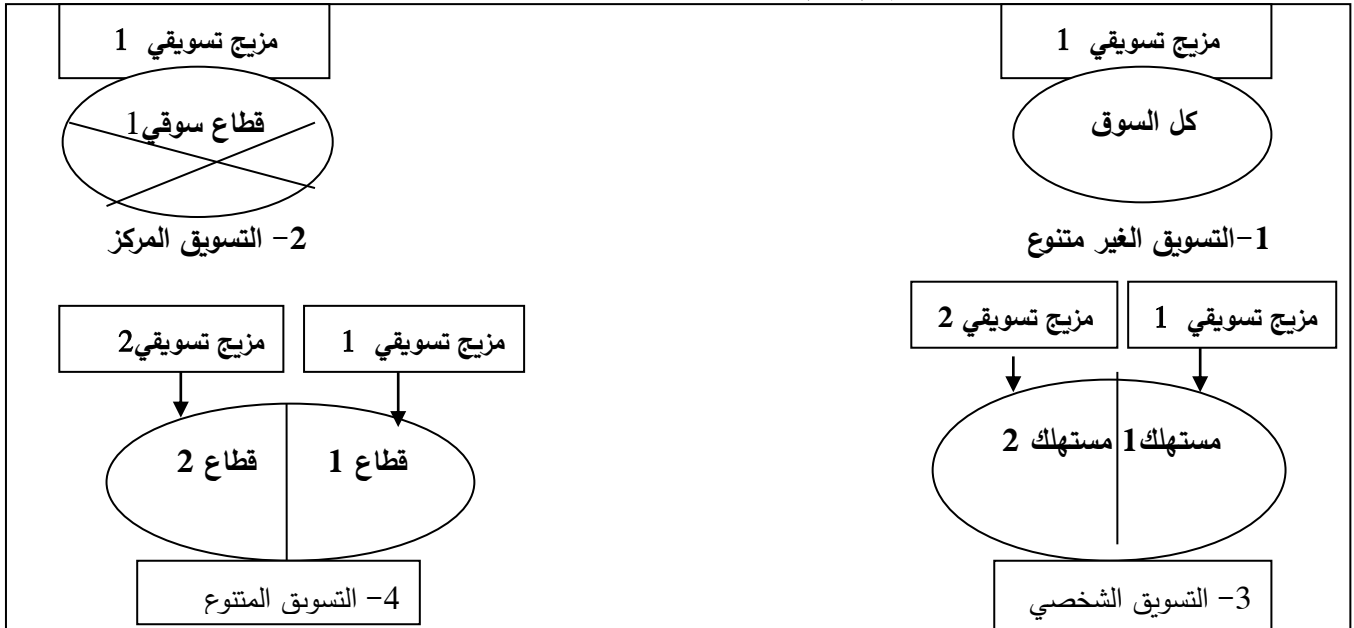 مزيج تسويقي 1
كل السوق
1-التسويق الغير متنوع
مزيج تسويقي 1
قطاع سوقي1
2- التسويق المركز
مزيج تسويقي 1
مزيج تسويقي 2
مستهلك1
مستهلك 2
3- التسويق الشخصي
مزيج تسويقي 1
مزيج تسويقي2
قطاع 1
قطاع 2
4- التسويق المتنوع